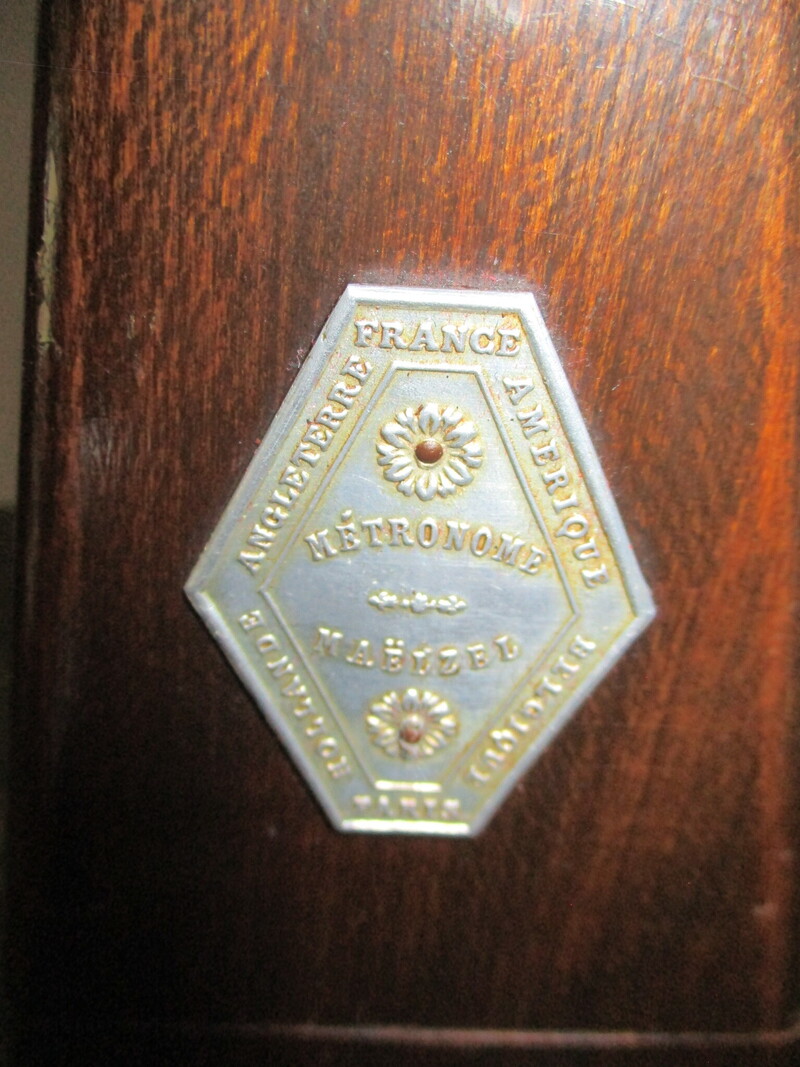 FRANCE
AMERIQUE
BELGIQUE
PARIS
HOLLANDE
ANGLETERRE
MÉTRONOME
MAËLZEL